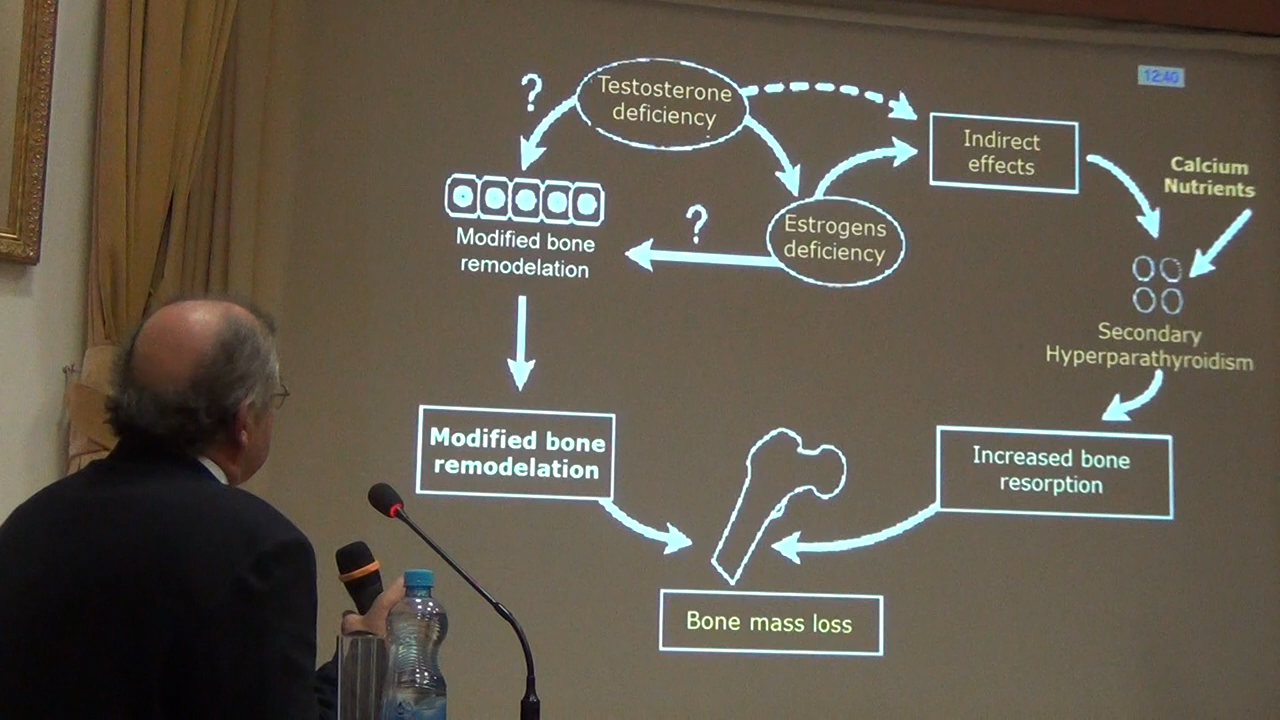 12:40
?
Testosterone
deficiency
Indirect
effects
Calcium
Nutrients
?
Estrogens
deficiency
Modified bone
remodelation
Secondary
Hyperparathyroidism
Modified bone
remodelation
Increased bone
resorption
Bone mass loss